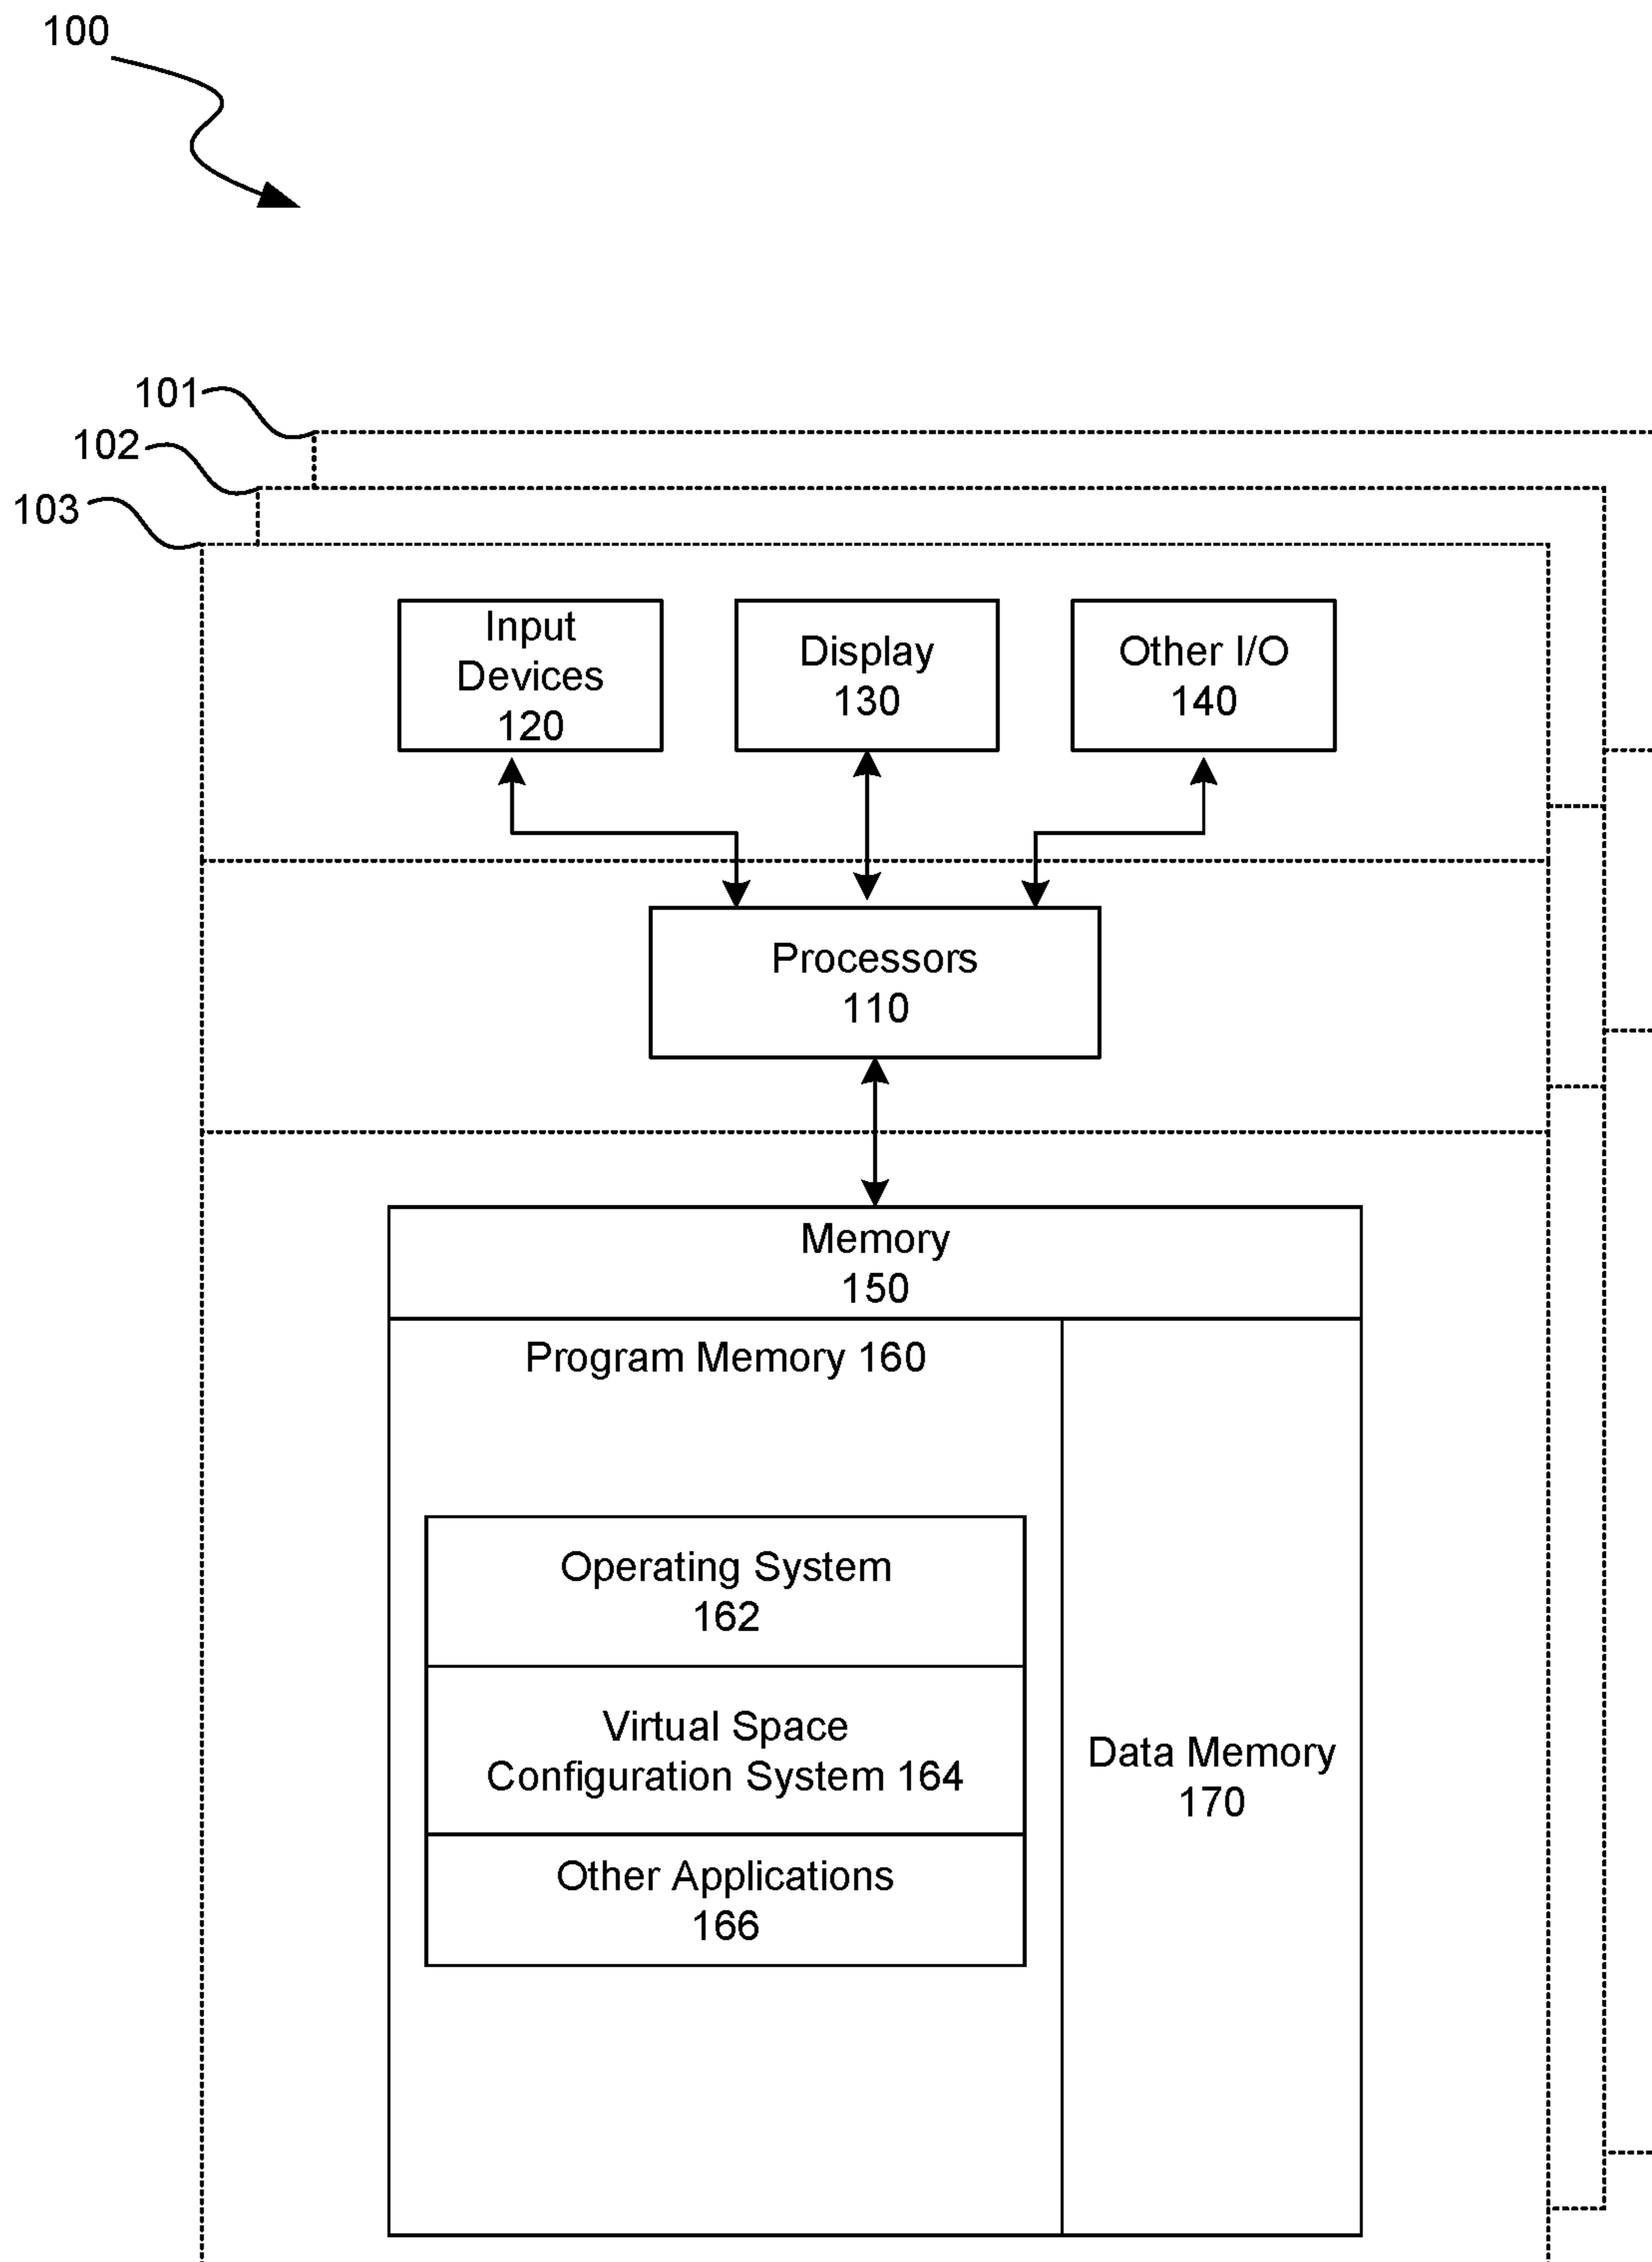 100
101
102
103
Input
Devices
120
Display
130
Other I/O
140
Processors
110
Memory
150
Program Memory 160
Operating System
162
Virtual Space
Configuration System 164
Other Applications
166
Data Memory
170